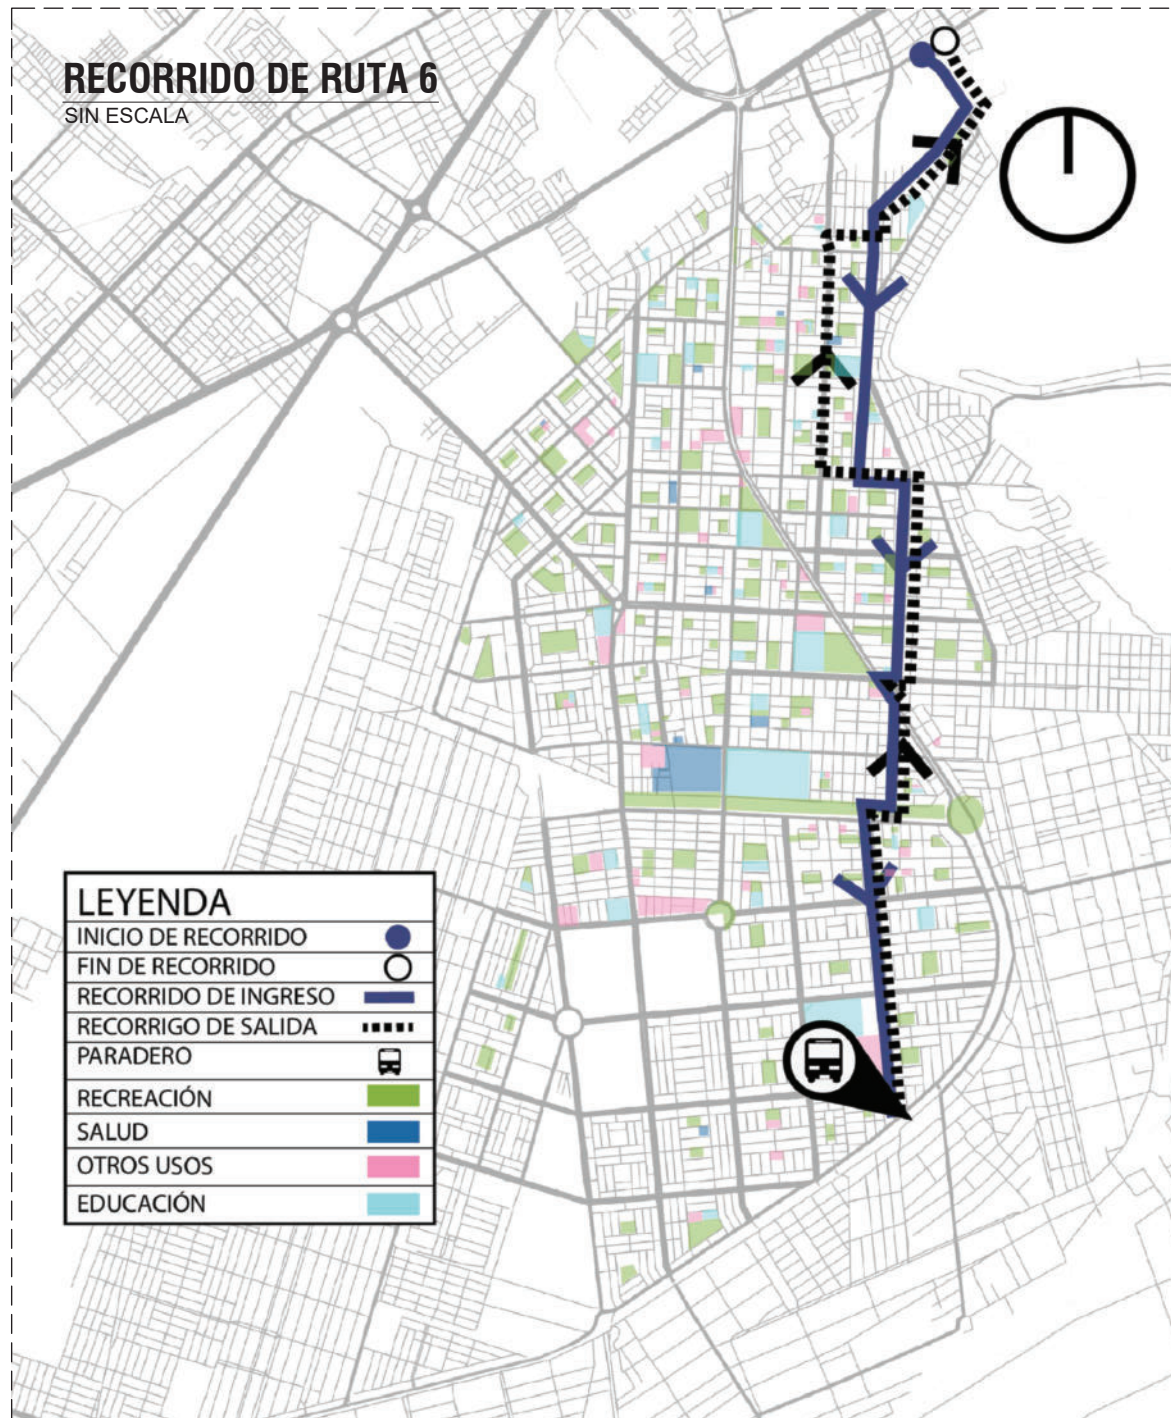 RECORRIDO DE RUTA 6
SIN ESCALA
LEYENDA
INICIO DE RECORRIDO
FIN DE RECORRIDO
RECORRIDO DE INGRESO
RECORRIGO DE SALIDA
PARADERO
RECREACIÓN
SALUD
OTROS USOS
EDUCACIÓN